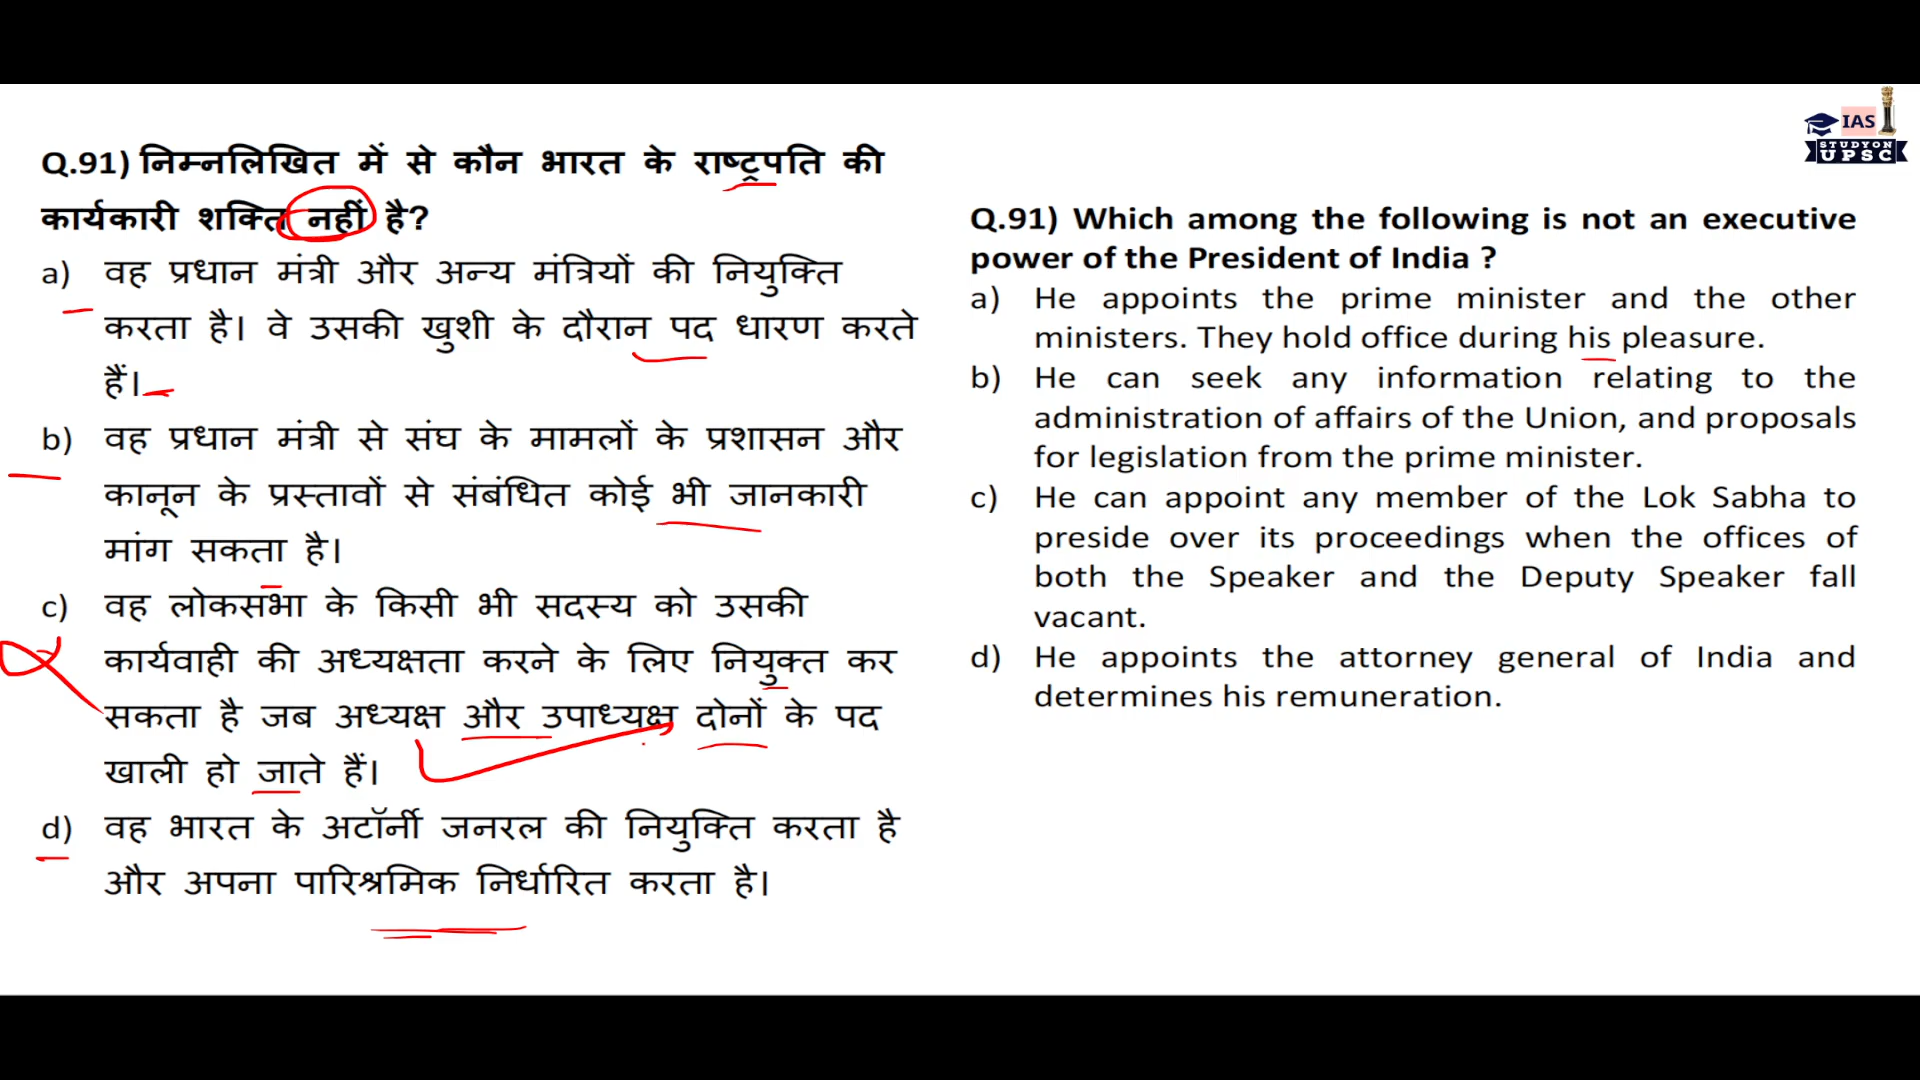 Q.91) निम्नलिखित में से कौन भारत के राष्ट्रपति की
कार्यकारी शक्ति नहीं है?
a) वह प्रधान मंत्री और अन्य मंत्रियों की नियुक्ति
करता है। वे उसकी खुशी के दौरान पद धारण करते
हैं।
b) वह प्रधान मंत्री से संघ के मामलों के प्रशासन और
कानून के प्रस्तावों से संबंधित कोई भी जानकारी
मांग सकता है।
c) वह लोकसभा के किसी भी सदस्य को उसकी
कार्यवाही की अध्यक्षता करने के लिए नियुक्त कर
सकता है जब अध्यक्ष और उपाध्यक्ष दोनों के पद
खाली हो जाते हैं।
d) वह भारत के अटॉर्नी जनरल की नियुक्ति करता है
और अपना पारिश्रमिक निर्धारित करता है।
Q.91) Which among the following is not an executive
power of the President of India ?
a) He appoints the prime minister and the other
ministers. They hold office during his pleasure.
b) He can seek any information relating to the
administration of affairs of the Union, and proposals
for legislation from the prime minister.
c) He can appoint any member of the Lok Sabha to
preside over its proceedings when the offices of
both the Speaker and the Deputy Speaker fall
vacant.
d) He appoints the attorney general of India and
determines his remuneration.
IAS
STUDYON
UPSC